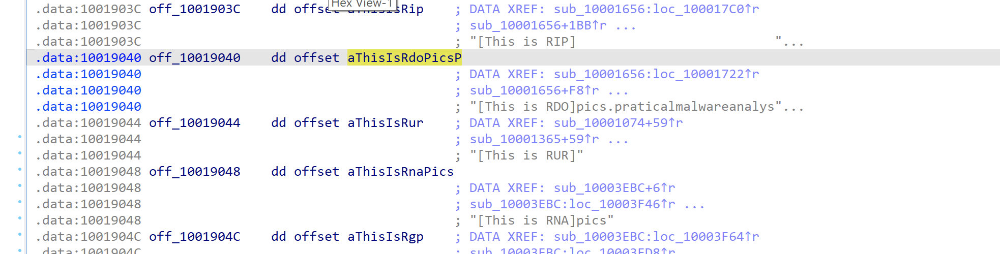 Hex View-1
.data:1001903C off_1001903C    dd offset aThisIsRip    ; DATA XREF: sub_10001656:loc_100017C0↑r
.data:1001903C    ; sub_10001656+1BB↑r ...
.data:1001903C    ; "[This is RIP]                          "...
.data:10019040 off_10019040    dd offset aThisIsRdoPicsP
.data:10019040    ; DATA XREF: sub_10001656:loc_10001722↑r
.data:10019040    ; sub_10001656+F8↑r ...
.data:10019040    ; "[This is RDO]pics.praticalmalwareanalys"...
.data:10019044 off_10019044    dd offset aThisIsRur    ; DATA XREF: sub_10001074+59↑r
.data:10019044    ; sub_10001365+59↑r ...
.data:10019044    ; "[This is RUR]"
.data:10019048 off_10019048    dd offset aThisIsRnaPics
.data:10019048    ; DATA XREF: sub_10003EBC+6↑r
.data:10019048    ; sub_10003EBC:loc_10003F46↑r ...
.data:10019048    ; "[This is RNA]pics"
.data:1001904C off_1001904C    dd offset aThisIsRgp    ; DATA XREF: sub_10003EBC:loc_10003F64↑r
.data:1001904C    ; sub_10003EBC:loc_10003FD8↑r